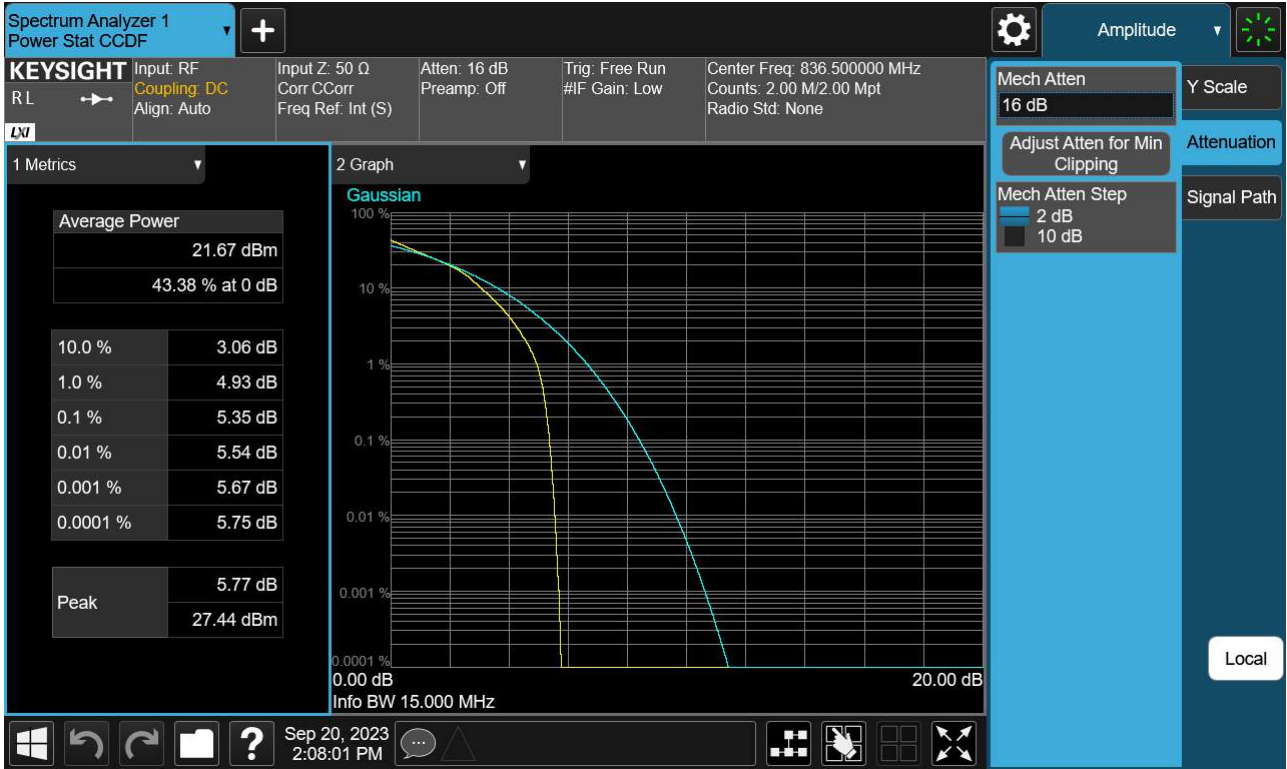 Spectrum Analyzer 1
Power Stat CCDF
+
Amplitude
KEYSIGHT
RL
LXI
Input: RF
Coupling: DC
Align: Auto
Input Z: 50 Ω
Corr CCorr
Freq Ref: Int (S)
Atten: 16 dB
Preamp: Off
Trig: Free Run
#IF Gain: Low
Center Freq: 836.500000 MHz
Counts: 2.00 M/2.00 Mpt
Radio Std: None
1 Metrics
Average Power
21.67 dBm
43.38 % at 0 dB
10.0 % 3.06 dB
1.0 % 4.93 dB
0.1 % 5.35 dB
0.01 % 5.54 dB
0.001 % 5.67 dB
0.0001 % 5.75 dB
Peak
5.77 dB
27.44 dBm
2 Graph
Gaussian
100 %
10 %
1 %
0.1 %
0.01 %
0.001 %
0.0001 %
0.00 dB 20.00 dB
Info BW 15.000 MHz
Mech Atten
16 dB
Adjust Atten for Min
Clipping
Mech Atten Step
2 dB
10 dB
Y Scale
Attenuation
Signal Path
Local
?
Sep 20, 2023
2:08:01 PM